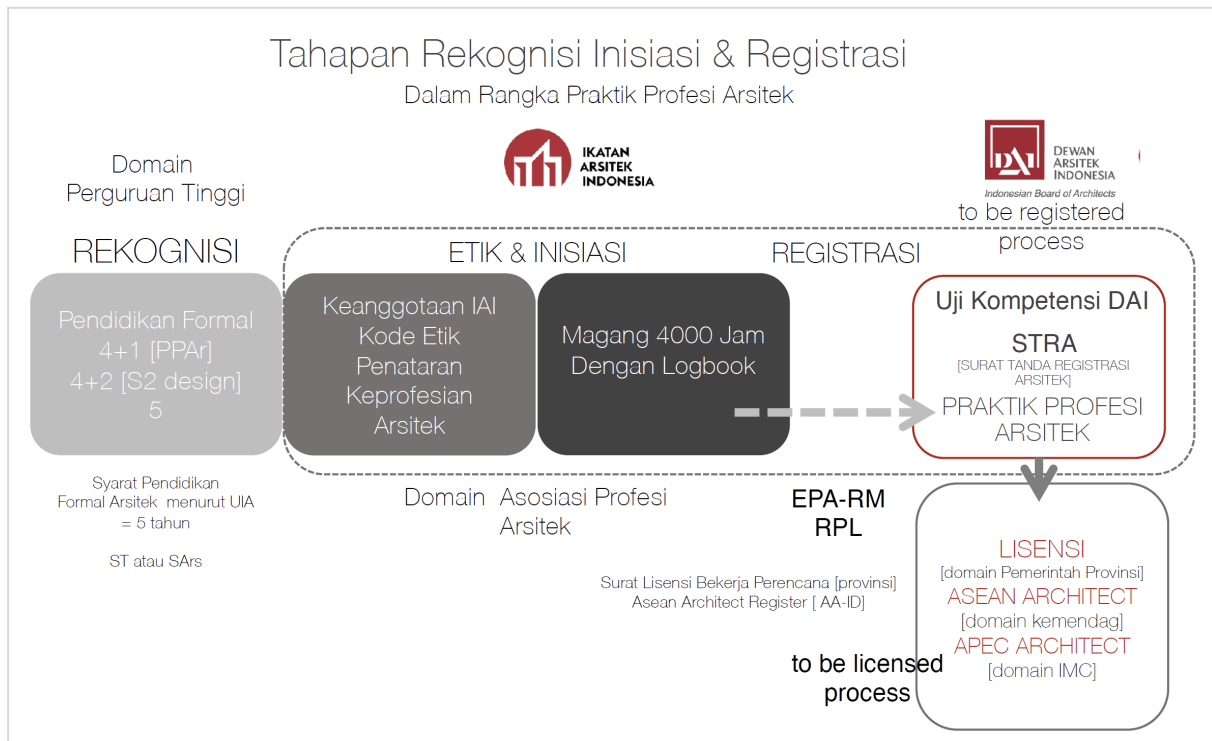 Tahapan Rekognisi Inisiasi & Registrasi
Dalam Rangka Praktik Profesi Arsitek
Domain
Perguruan Tinggi
IKATAN
ARSITEK
INDONESIA
DAI
DEWAN
ARSITEK
INDONESIA
Indonesian Board of Architects
to be registered
process
REKOGNISI
ETIK & INISIASI
REGISTRASI
Pendidikan Formal
4+1 [PPAr]
4+2 [S2 design]
5
Keanggotaan IAI
Kode Etik
Penataran
Keprofesian
Arsitek
Magang 4000 Jam
Dengan Logbook
Uji Kompetensi DAI
STRA
[SURAT TANDA REGISTRASI
ARSITEK]
PRAKTIK PROFESI
ARSITEK
Syarat Pendidikan
Formal Arsitek menurut UIA
= 5 tahun
ST atau SArs
Domain Asosiasi Profesi
Arsitek
EPA-RM
RPL
Surat Lisensi Bekerja Perencana [provinsi]
Asean Architect Register [ AA-ID]
to be licensed
process
LISENSI
[domain Pemerintah Provinsi]
ASEAN ARCHITECT
[domain kemendag]
APEC ARCHITECT
[domain IMC]